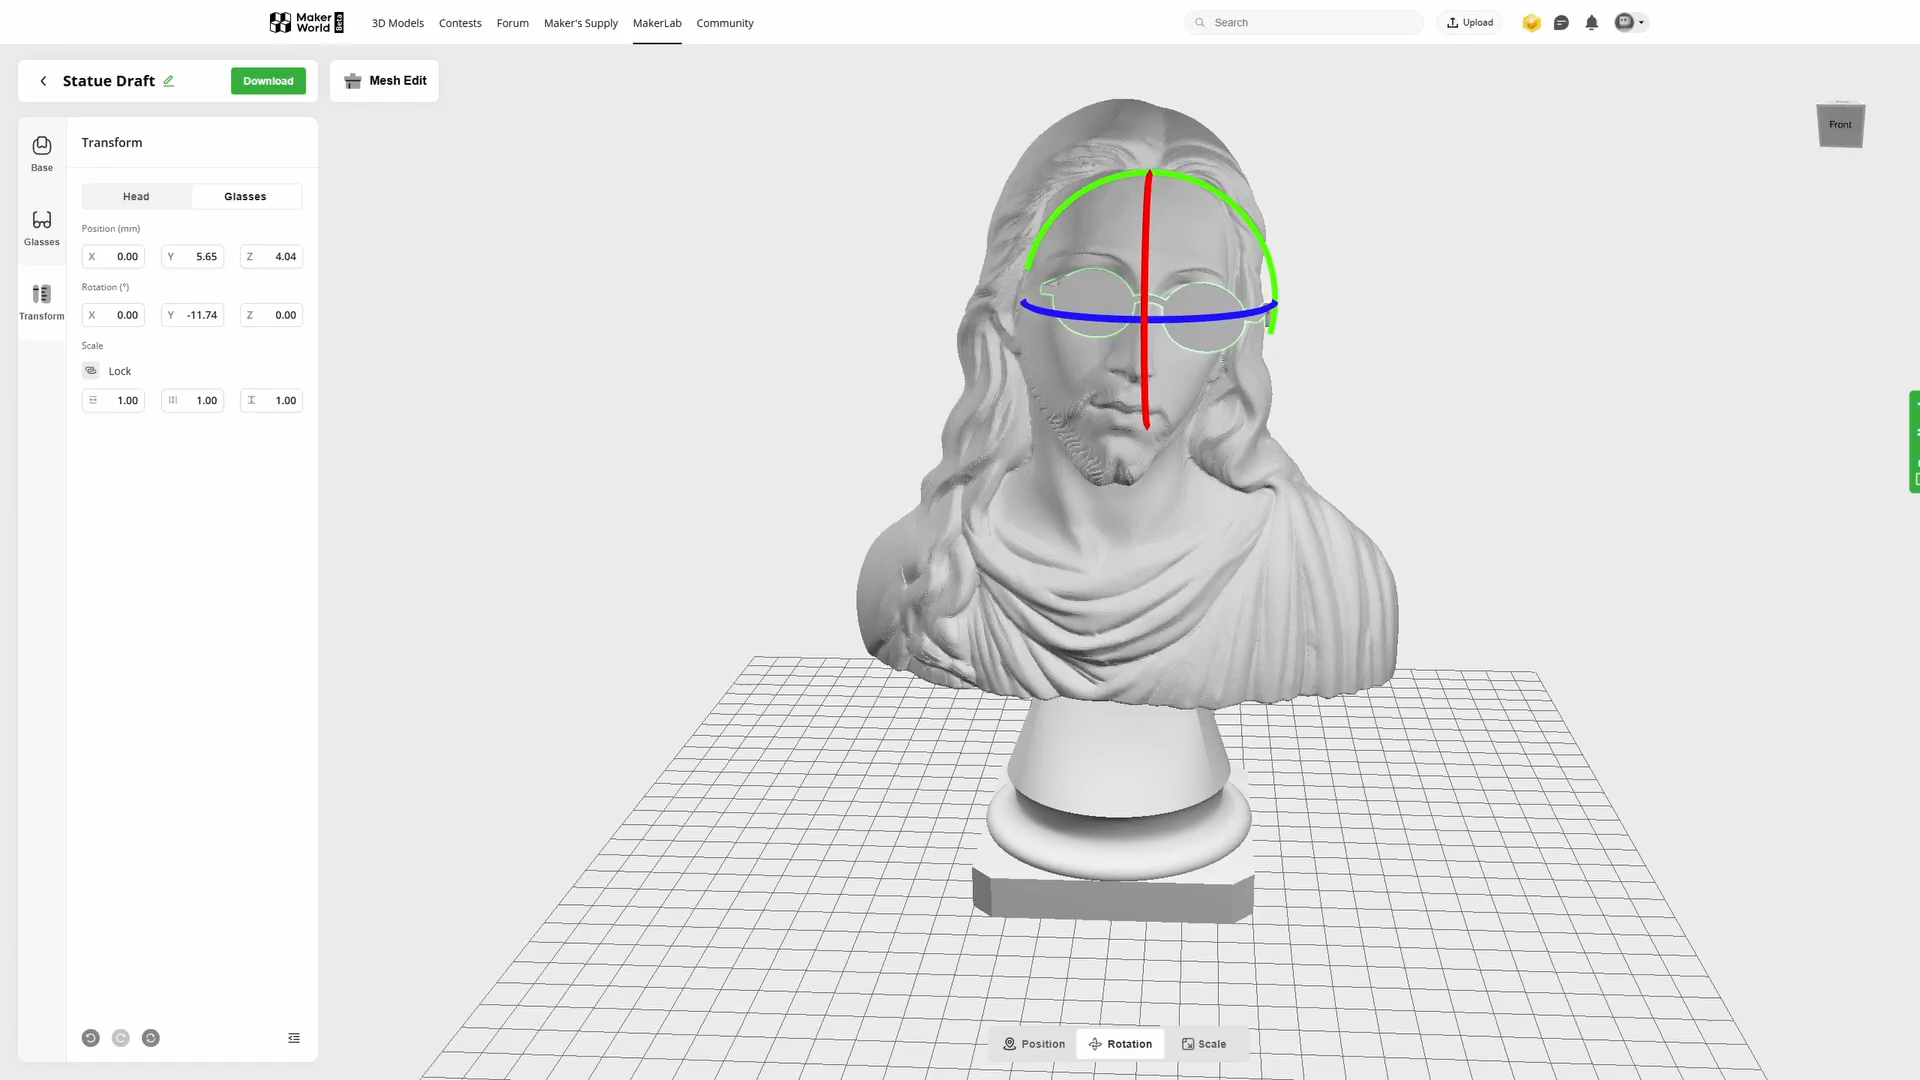 Maker World Beta 3D Models Contests Forum Maker's Supply MakerLab Community Search Upload
Statue Draft Download Mesh Edit
Front
Base
Glasses
Transform
Transform
Head Glasses
Position (mm)
X 0.00 Y 5.65 Z 4.04
Rotation (°)
X 0.00 Y -11.74 Z 0.00
Scale
Lock
1.00 1.00 1.00
Position Rotation Scale